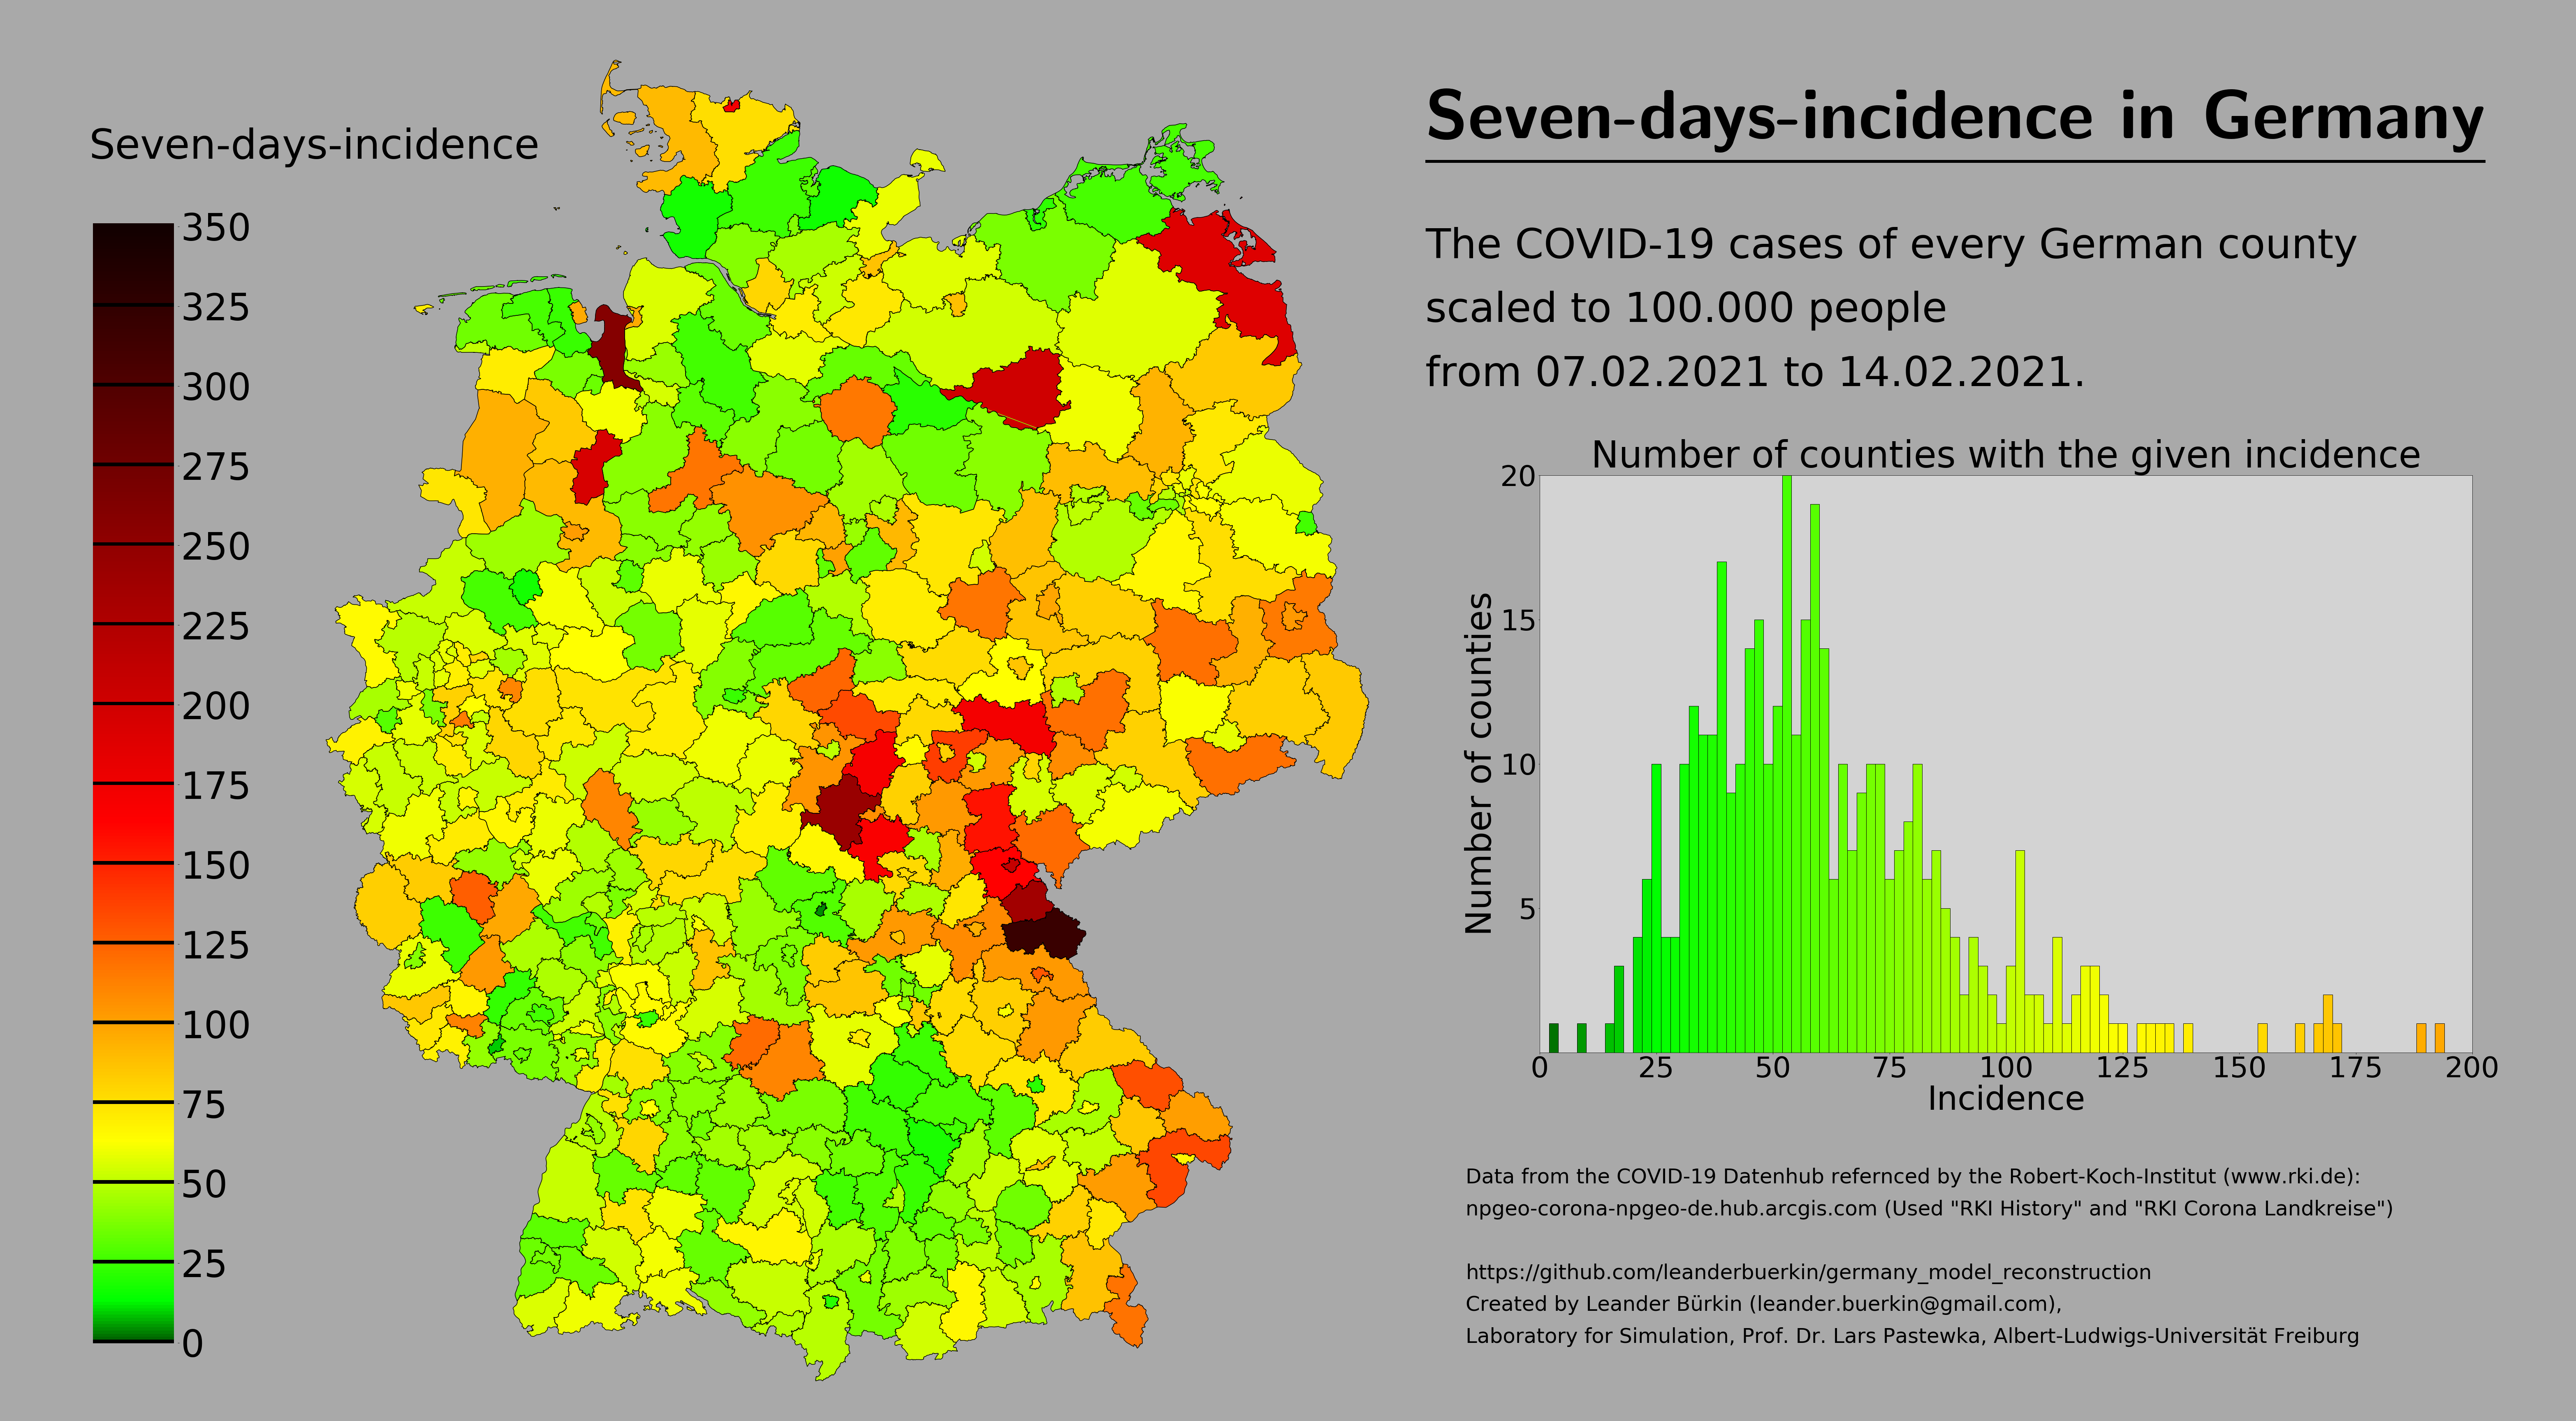 Seven-days-incidence in Germany
Seven-days-incidence
350
325
300
275
250
225
200
175
150
125
100
75
50
25
0
The COVID-19 cases of every German county
scaled to 100.000 people
from 07.02.2021 to 14.02.2021.
Number of counties with the given incidence
20
15
10
5
Number of counties
0 25 50 75 100 125 150 175 200
Incidence
Data from the COVID-19 Datenhub refernced by the Robert-Koch-Institut (www.rki.de):
npgeo-corona-npgeo-de.hub.arcgis.com (Used "RKI History" and "RKI Corona Landkreise")
https://github.com/leanderbuerkin/germany_model_reconstruction
Created by Leander Bürkin (leander.buerkin@gmail.com),
Laboratory for Simulation, Prof. Dr. Lars Pastewka, Albert-Ludwigs-Universität Freiburg